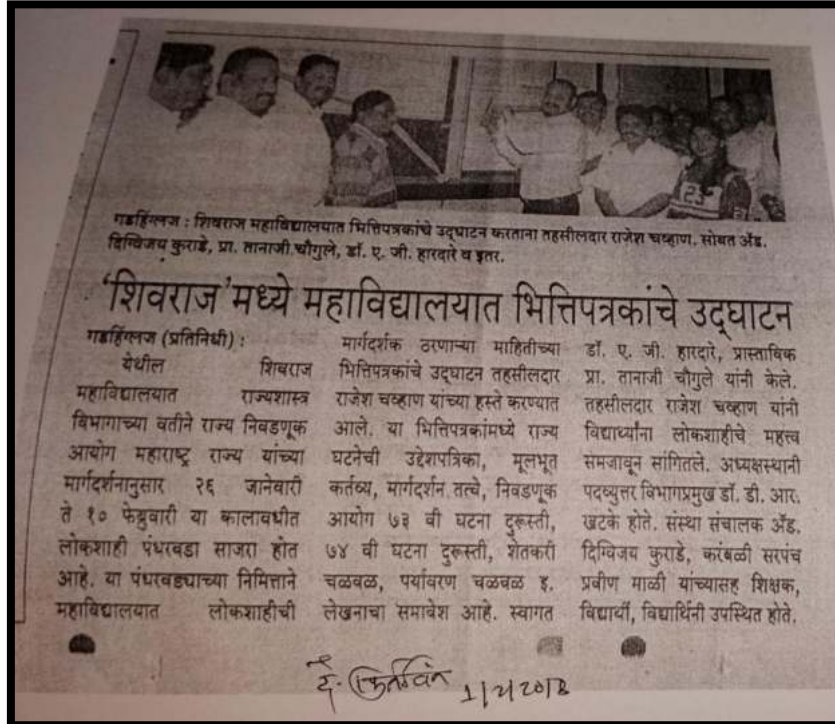 23
गडहिंग्लज : शिवराज महाविद्यालयात भित्तिपत्रकांचे उद्घाटन करताना तहसीलदार राजेश चव्हाण. सोबत अ‍ॅड.
दिग्विजय कुराडे, प्रा. तानाजी चौगुले, डॉ. ए. जी. हारदारे व इतर.
'शिवराज'मध्ये महाविद्यालयात भित्तिपत्रकांचे उद्घाटन
गडहिंग्लज (प्रतिनिधी) :
येथील शिवराज
महाविद्यालयात राज्यशास्त्र
विभागाच्या वतीने राज्य निवडणूक
आयोग महाराष्ट्र राज्य यांच्या
मार्गदर्शनानुसार २६ जानेवारी
ते १० फेब्रुवारी या कालावधीत
लोकशाही पंधरवडा साजरा होत
आहे. या पंधरवड्याच्या निमित्ताने
महाविद्यालयात लोकशाहीची
मार्गदर्शक ठरणाऱ्या माहितीच्या
भित्तिपत्रकांचे उद्घाटन तहसीलदार
राजेश चव्हाण यांच्या हस्ते करण्यात
आले. या भित्तिपत्रकांमध्ये राज्य
घटनेची उद्देशपत्रिका, मूलभूत
कर्तव्य, मार्गदर्शन तत्त्वे, निवडणूक
आयोग ७३ वी घटना दुरूस्ती,
७४ वी घटना दुरूस्ती, शेतकरी
चळवळ, पर्यावरण चळवळ इ.
लेखनाचा समावेश आहे. स्वागत
डॉ. ए. जी. हारदारे, प्रास्ताविक
प्रा. तानाजी चौगुले यांनी केले.
तहसीलदार राजेश चव्हाण यांनी
विद्यार्थ्यांना लोकशाहीचे महत्त्व
समजावून सांगितले. अध्यक्षस्थानी
पदव्युत्तर विभागप्रमुख डॉ. डी. आर.
खटके होते. संस्था संचालक अ‍ॅड.
दिग्विजय कुराडे, करंबळी सरपंच
प्रवीण माळी यांच्यासह शिक्षक,
विद्यार्थी, विद्यार्थिनी उपस्थित होते.
दै. 1/2/2018